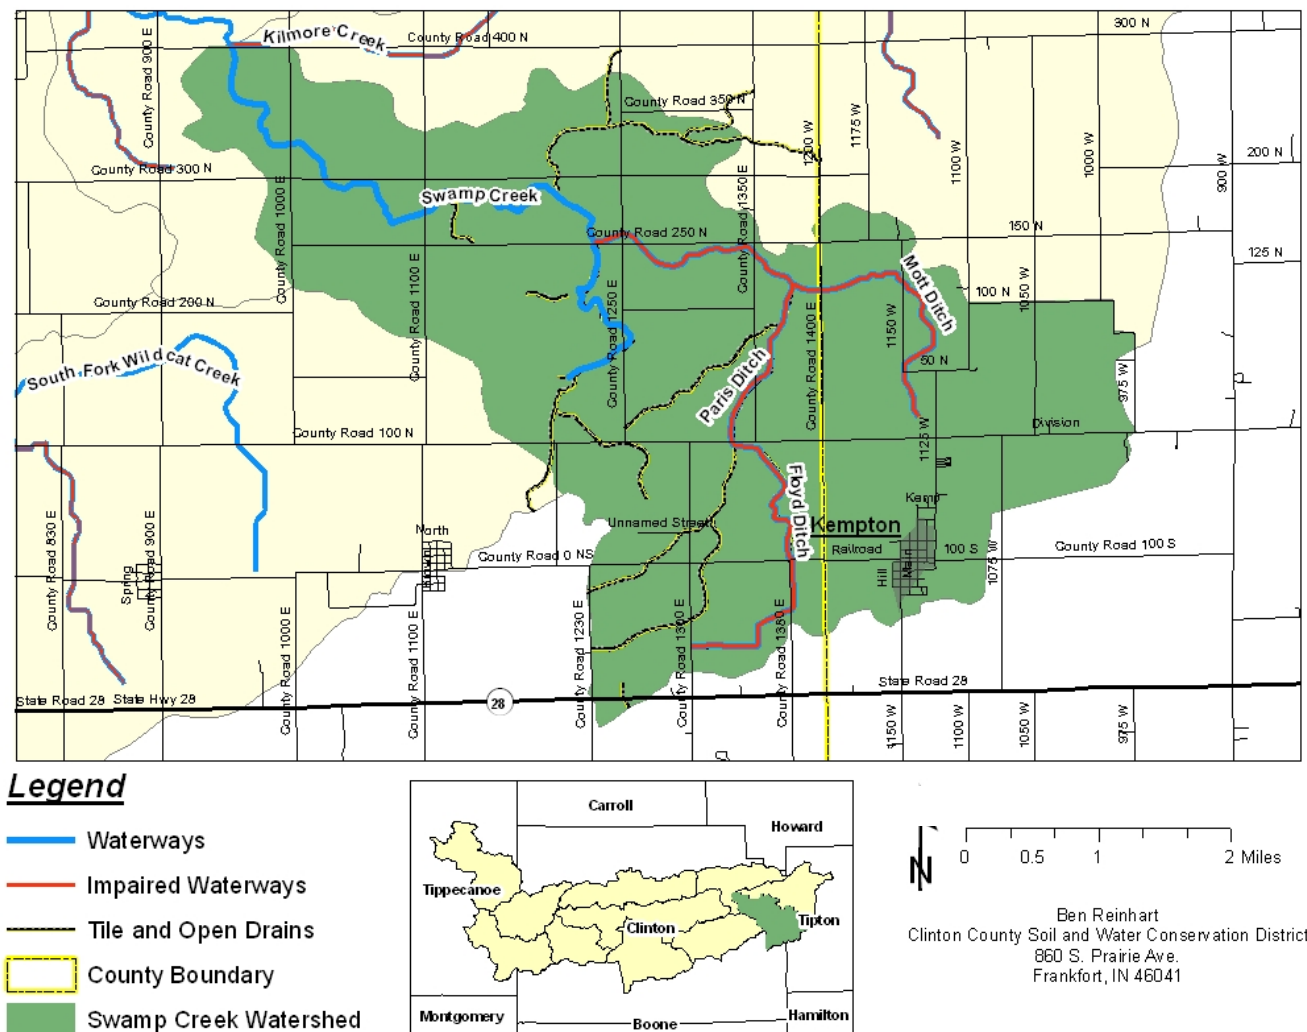 300 N
Kilmore Creek
County Road 400 N
County Road 900 E
County Road 350 N
1200 W
1175 W
1100 W
1000 W
900 W
200 N
County Road 300 N
County Road 1000 E
Swamp Creek
County Road 1350 E
County Road 250 N
150 N
125 N
Mott Ditch
County Road 200 N
County Road 1100 E
County Road 1250 E
County Road 1400 E
1150 W
100 N
1050 W
South Fork Wildcat Creek
Paris Ditch
50 N
975 W
County Road 100 N
Division
1125 W
Floyd Ditch
Kemp
Unnamed Street
Kempton
North
County Road 0 NS
Railroad
100 S
County Road 100 S
County Road 830 E
Spring
County Road 900 E
Hill
Main
1075 W
County Road 1000 E
County Road 1100 E
County Road 1230 E
County Road 1300 E
County Road 1380 E
State Road 28
State Hwy 28
28
State Road 28
1150 W
1100 W
1050 W
975 W
Legend
Waterways
Impaired Waterways
Tile and Open Drains
County Boundary
Swamp Creek Watershed
Carroll
Howard
Tippecanoe
Clinton
Tipton
Montgomery
Boone
Hamilton
N
0 0.5 1 2 Miles
Ben Reinhart
Clinton County Soil and Water Conservation District
860 S. Prairie Ave.
Frankfort, IN 46041